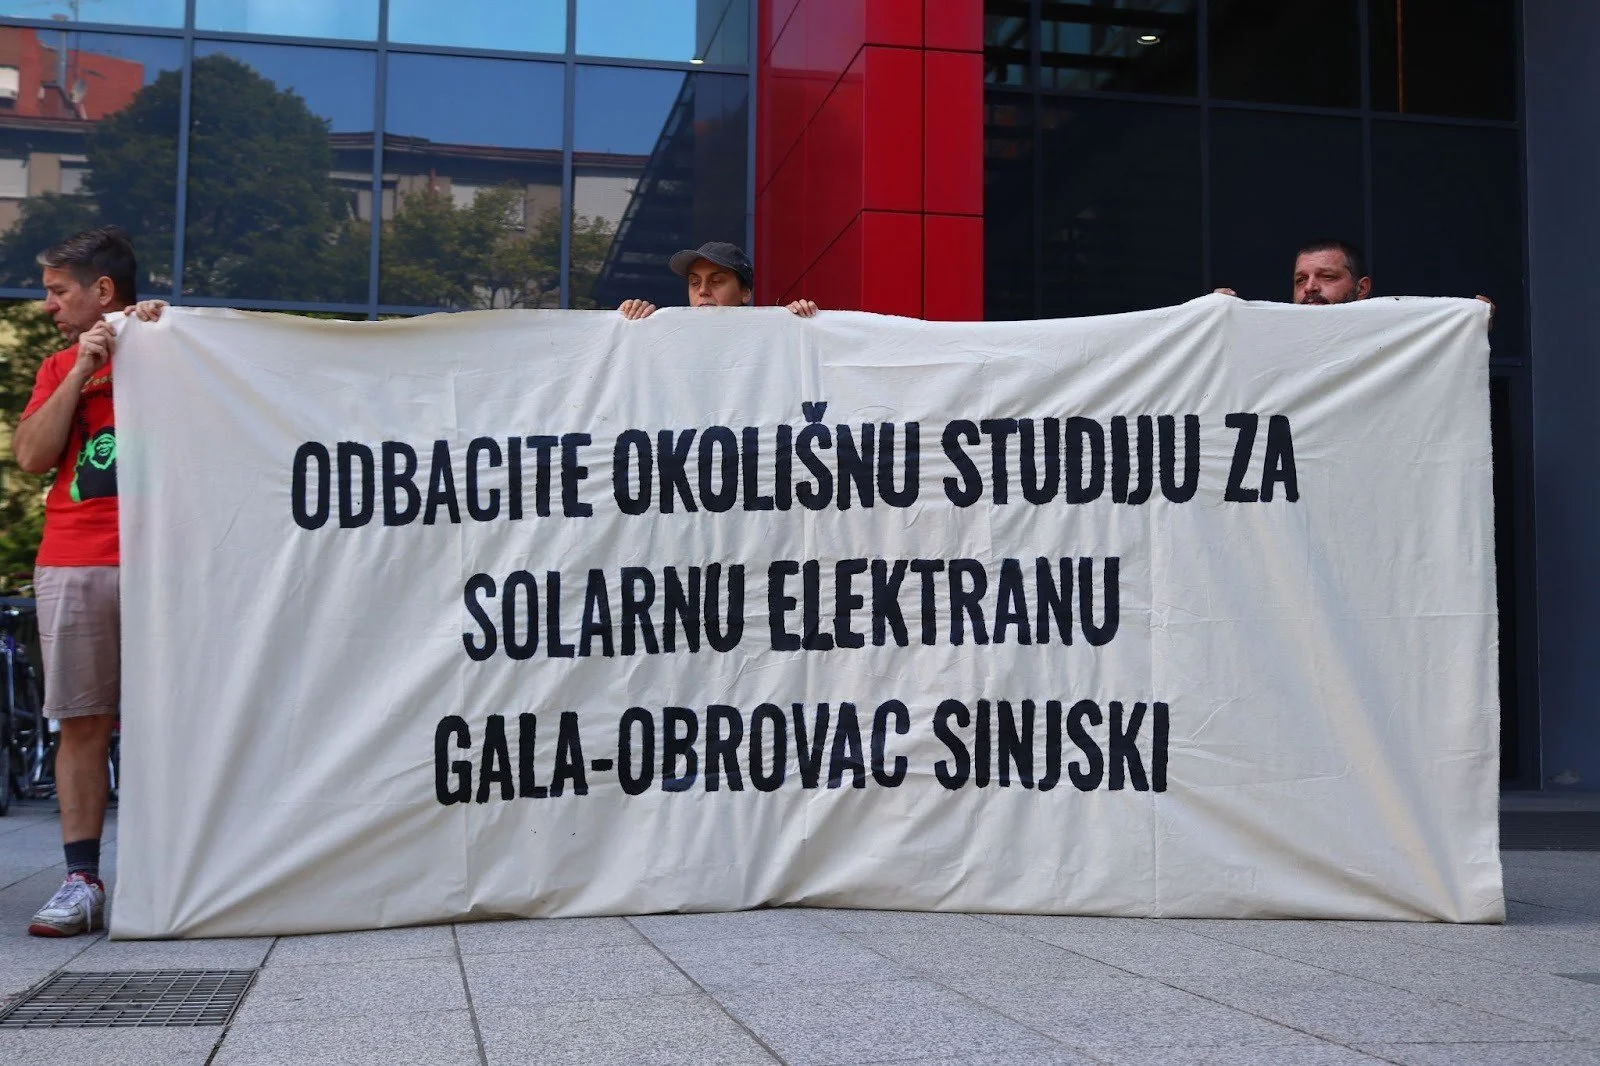 ODBACITE OKOLIŠNU STUDIJU ZA
SOLARNU ELEKTRANU
GALA-OBROVAC SINJSKI